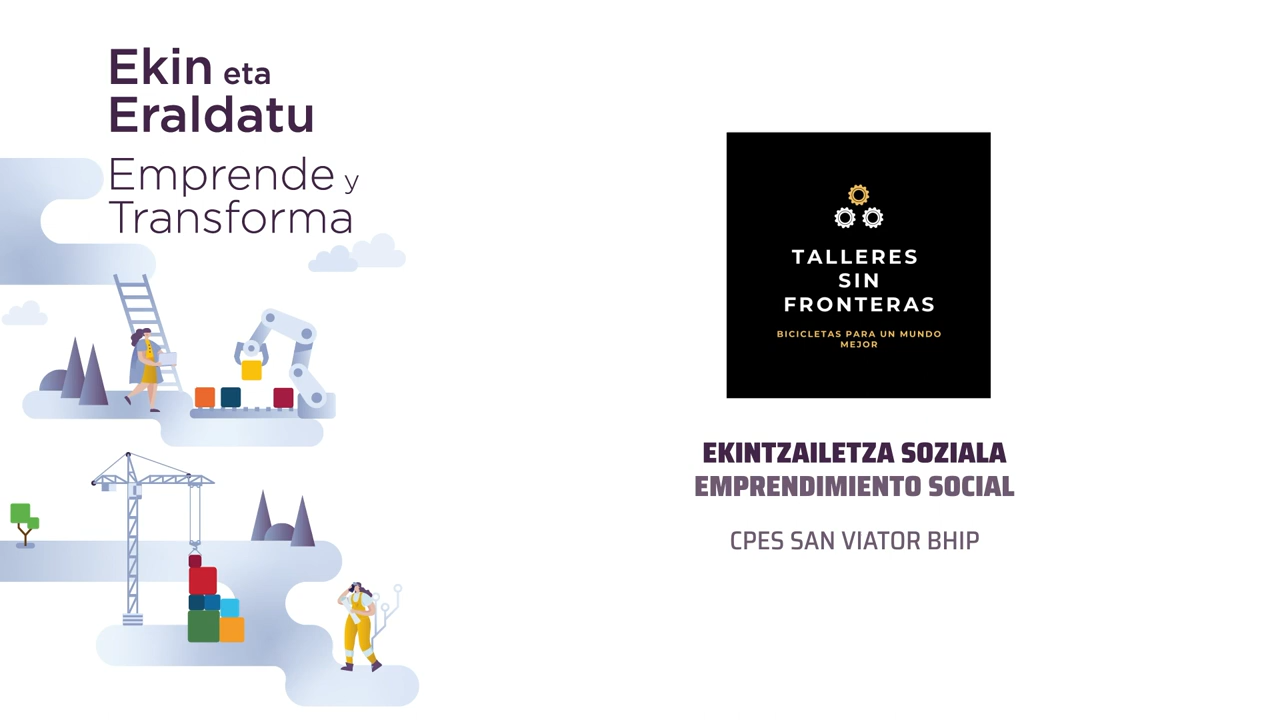 Ekin eta
Eraldatu
Emprende y
Transforma
TALLERES
SIN
FRONTERAS
BICICLETAS PARA UN MUNDO
MEJOR
EKINTZAILETZA SOZIALA
EMPRENDIMIENTO SOCIAL
CPES SAN VIATOR BHIP